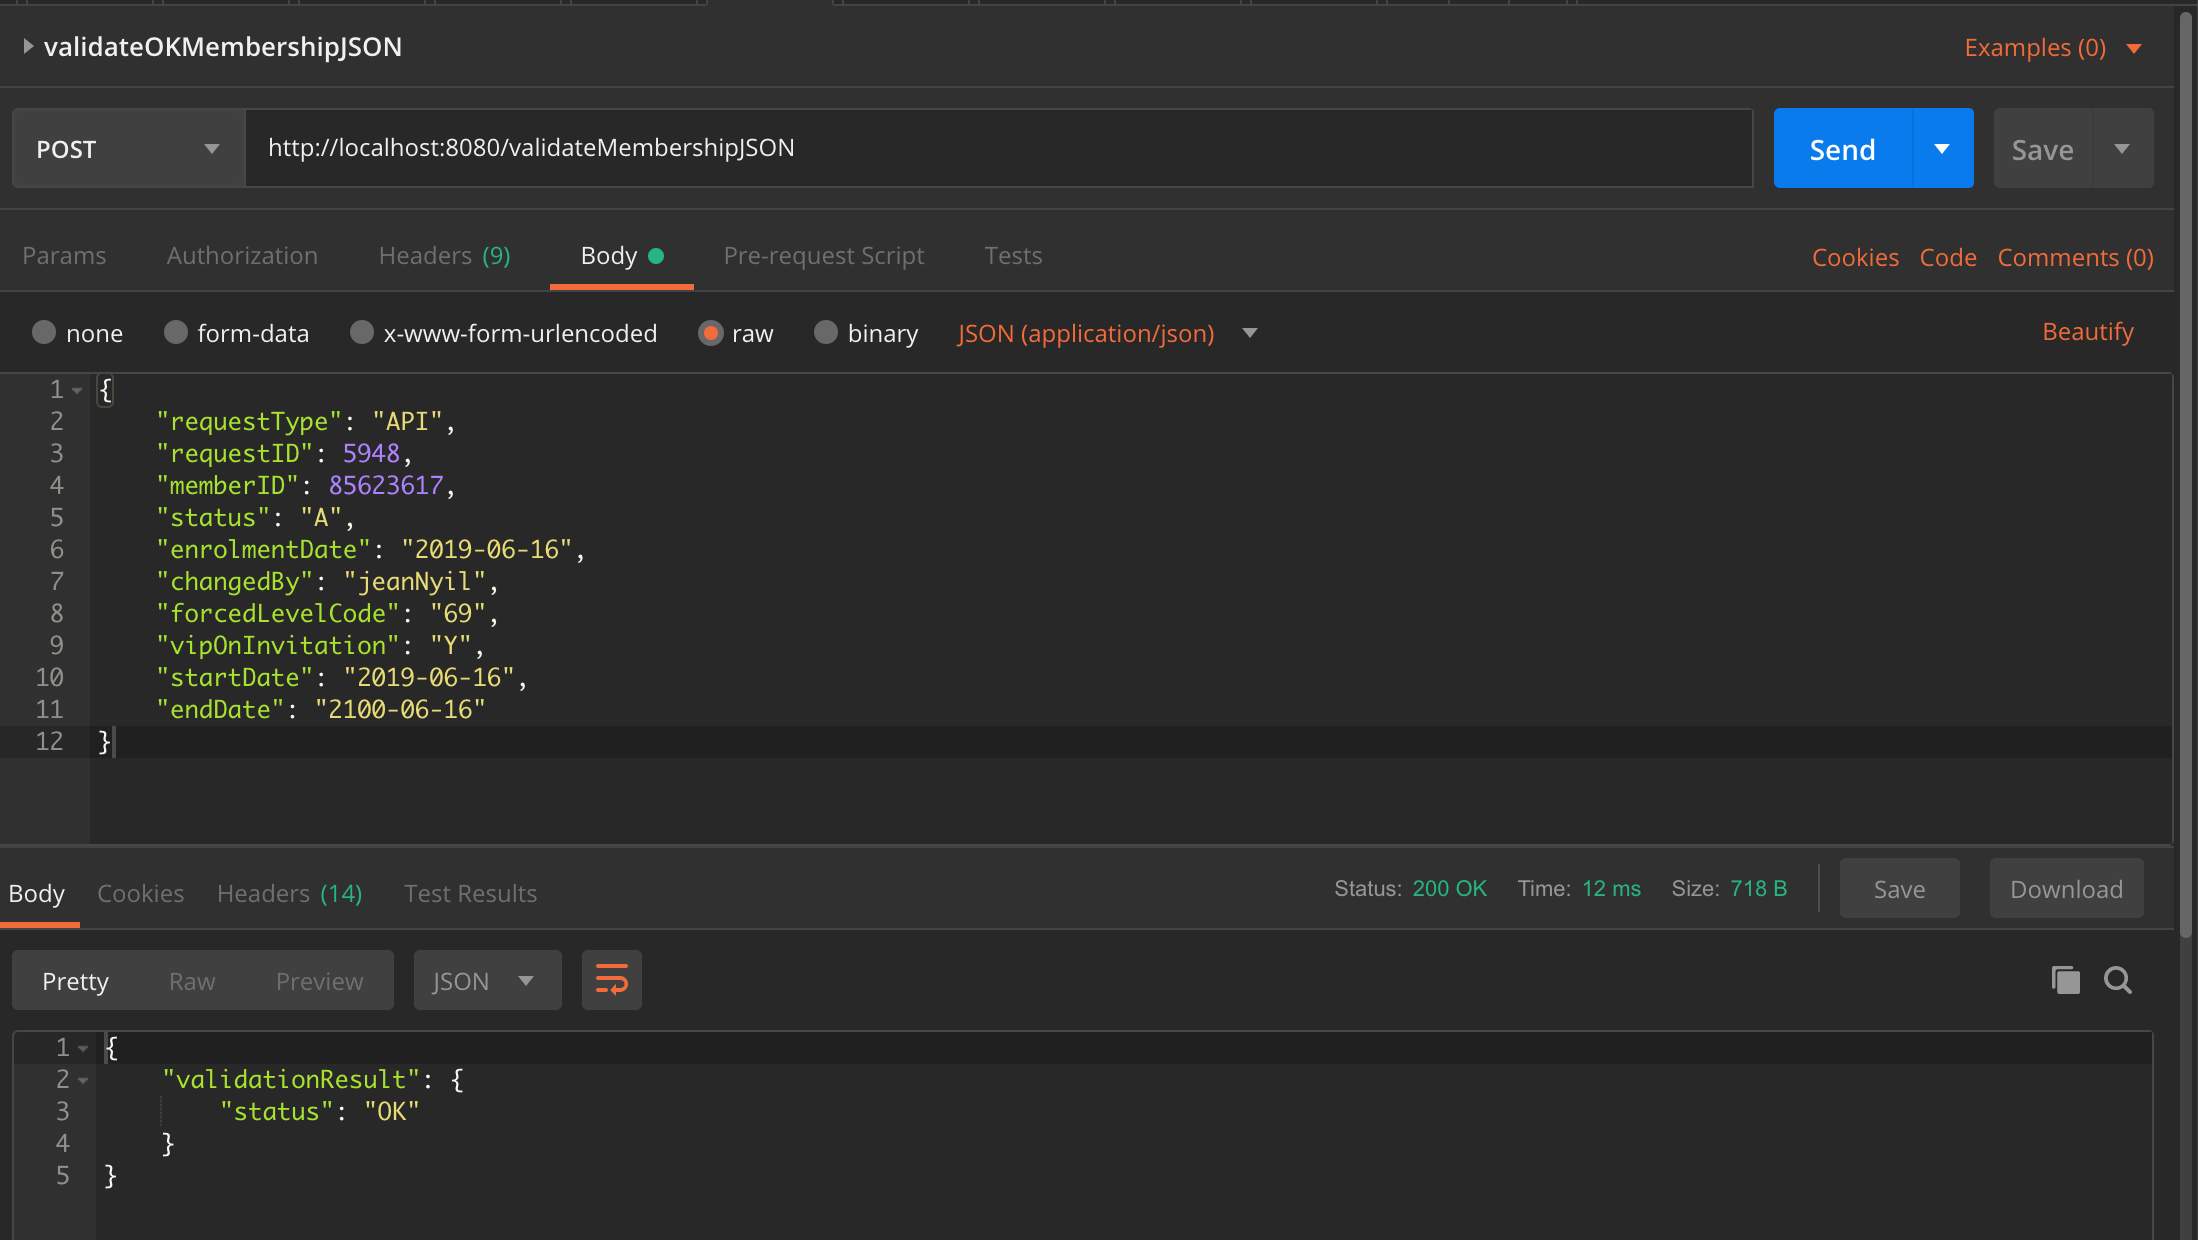 validateOKMembershipJSON
Examples (0)
POST
http://localhost:8080/validateMembershipJSON
Send
Save
Params Authorization Headers (9) Body Pre-request Script Tests Cookies Code Comments (0)
none form-data x-www-form-urlencoded raw binary JSON (application/json) Beautify
1 {
2 "requestType": "API",
3 "requestID": 5948,
4 "memberID": 85623617,
5 "status": "A",
6 "enrolmentDate": "2019-06-16",
7 "changedBy": "jeanNyil",
8 "forcedLevelCode": "69",
9 "vipOnInvitation": "Y",
10 "startDate": "2019-06-16",
11 "endDate": "2100-06-16"
12 }
Body Cookies Headers (14) Test Results Status: 200 OK Time: 12 ms Size: 718 B Save Download
Pretty Raw Preview JSON
1 {
2 "validationResult": {
3 "status": "OK"
4 }
5 }